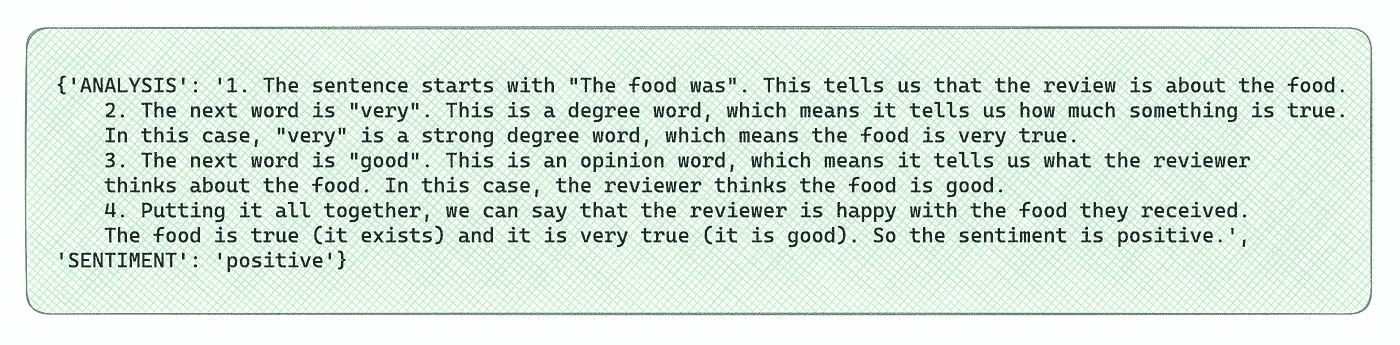 {'ANALYSIS': '1. The sentence starts with "The food was". This tells us that the review is about the food.
2. The next word is "very". This is a degree word, which means it tells us how much something is true.
In this case, "very" is a strong degree word, which means the food is very true.
3. The next word is "good". This is an opinion word, which means it tells us what the reviewer
thinks about the food. In this case, the reviewer thinks the food is good.
4. Putting it all together, we can say that the reviewer is happy with the food they received.
The food is true (it exists) and it is very true (it is good). So the sentiment is positive.',
'SENTIMENT': 'positive'}